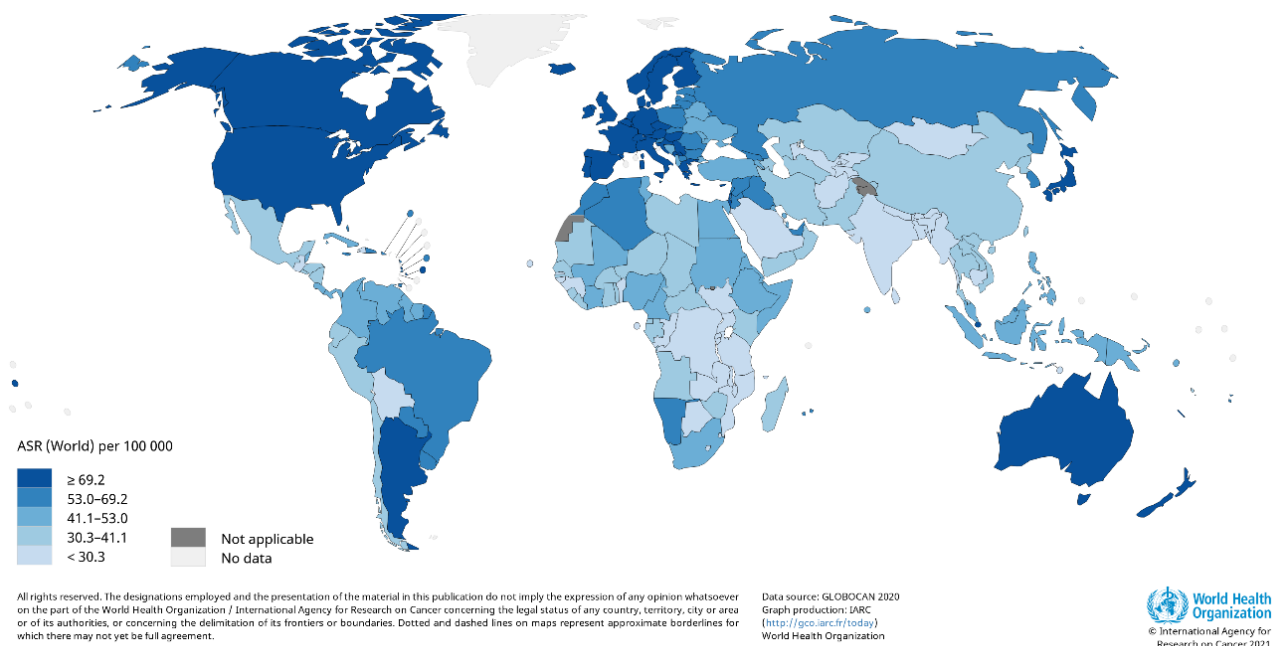 ASR (World) per 100 000
≥ 69.2
53.0–69.2
41.1–53.0
30.3–41.1
< 30.3
Not applicable
No data
All rights reserved. The designations employed and the presentation of the material in this publication do not imply the expression of any opinion whatsoever
on the part of the World Health Organization / International Agency for Research on Cancer concerning the legal status of any country, territory, city or area
or of its authorities, or concerning the delimitation of its frontiers or boundaries. Dotted and dashed lines on maps represent approximate borderlines for
which there may not yet be full agreement.
Data source: GLOBOCAN 2020
Graph production: IARC
(http://gco.iarc.fr/today)
World Health Organization
World Health
Organization
© International Agency for
Research on Cancer 2021